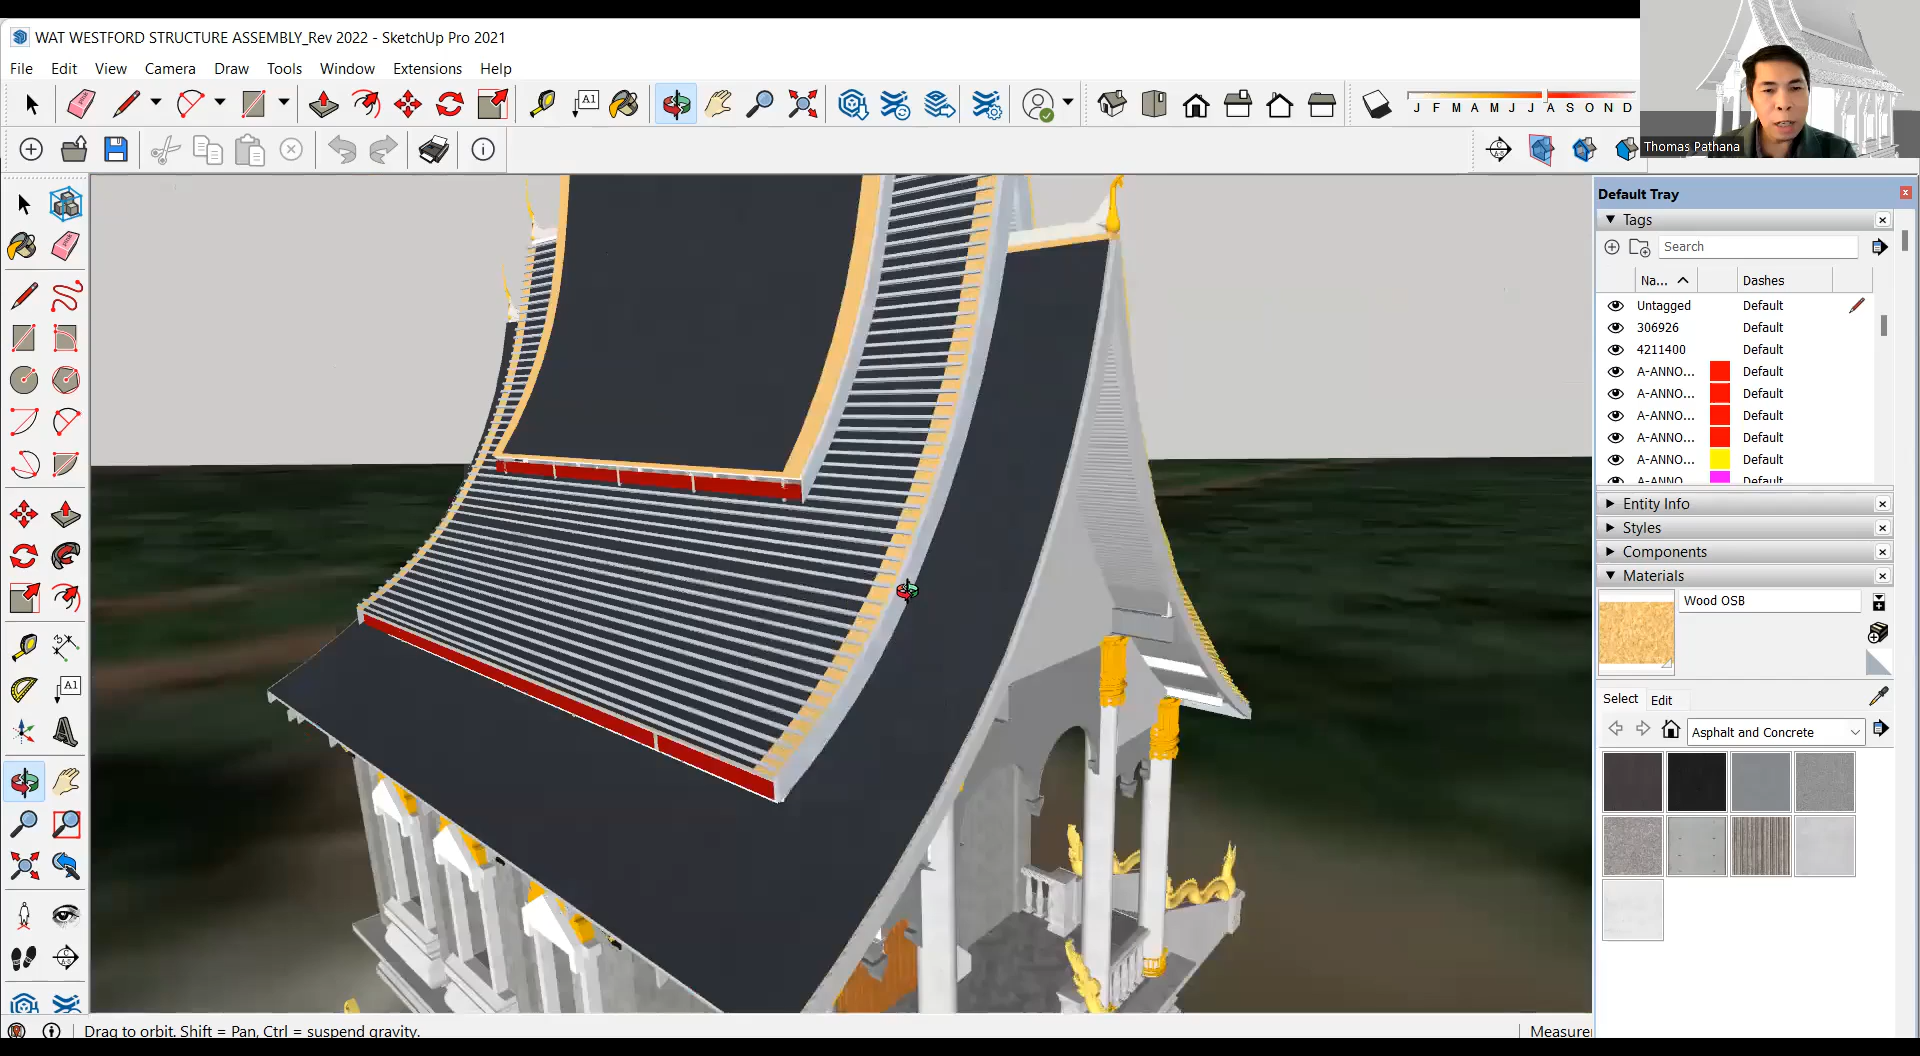 WAT WESTFORD STRUCTURE ASSEMBLY_Rev 2022 - SketchUp Pro 2021
File Edit View Camera Draw Tools Window Extensions Help
J F M A M J J A S O N D
Thomas Pathana
Default Tray
Tags
Search
Na... Dashes
Untagged Default
306926 Default
4211400 Default
A-ANNO... Default
A-ANNO... Default
A-ANNO... Default
A-ANNO... Default
A-ANNO... Default
A-ANNO Default
Entity Info
Styles
Components
Materials
Wood OSB
Select Edit
Asphalt and Concrete
Drag to orbit. Shift = Pan, Ctrl = suspend gravity.
Measurer